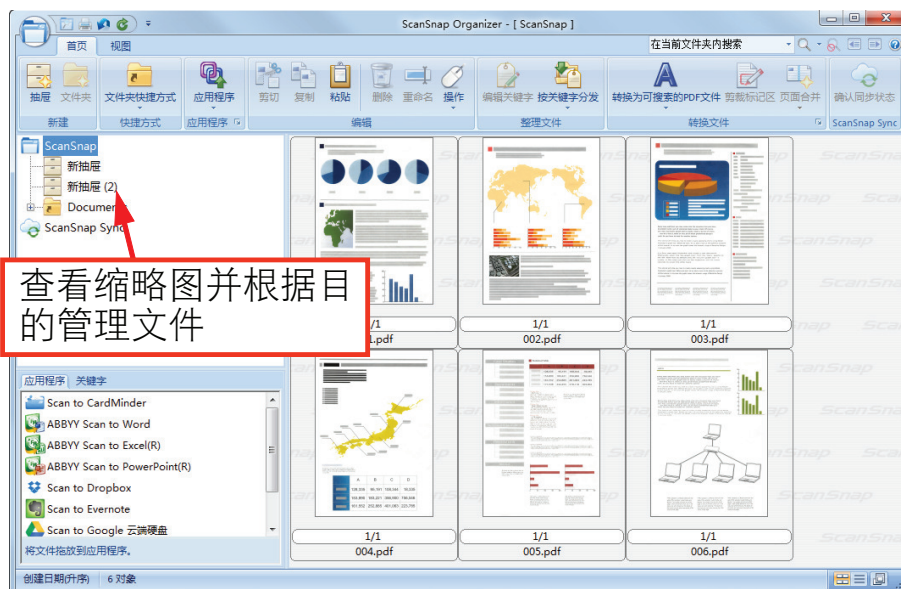 ScanSnap Organizer - [ ScanSnap ]
首页 视图
在当前文件夹内搜索
抽屉 文件夹 文件夹快捷方式 应用程序 剪切 复制 粘贴 删除 重命名 操作 编辑关键字 按关键字分发 转换为可搜索的PDF文件 剪裁标记区 页面合并 确认同步状态
新建 快捷方式 应用程序 编辑 整理文件 转换文件 ScanSnap Sync
ScanSnap
新抽屉
新抽屉 (2)
Documents
ScanSnap Sync
查看缩略图并根据目
的管理文件
1/1 1/1
002.pdf 003.pdf
应用程序 关键字
Scan to CardMinder
ABBYY Scan to Word
ABBYY Scan to Excel(R)
ABBYY Scan to PowerPoint(R)
Scan to Dropbox
Scan to Evernote
Scan to Google 云端硬盘
将文件拖放到应用程序。
A B C D
1/1 1/1 1/1
004.pdf 005.pdf 006.pdf
创建日期(升序) 6 对象